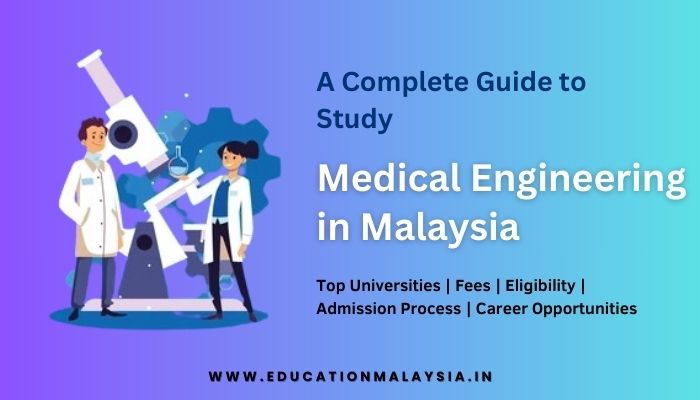 A Complete Guide to
Study
Medical Engineering
in Malaysia
Top Universities | Fees | Eligibility |
Admission Process | Career Opportunities
WWW.EDUCATIONMALAYSIA.IN